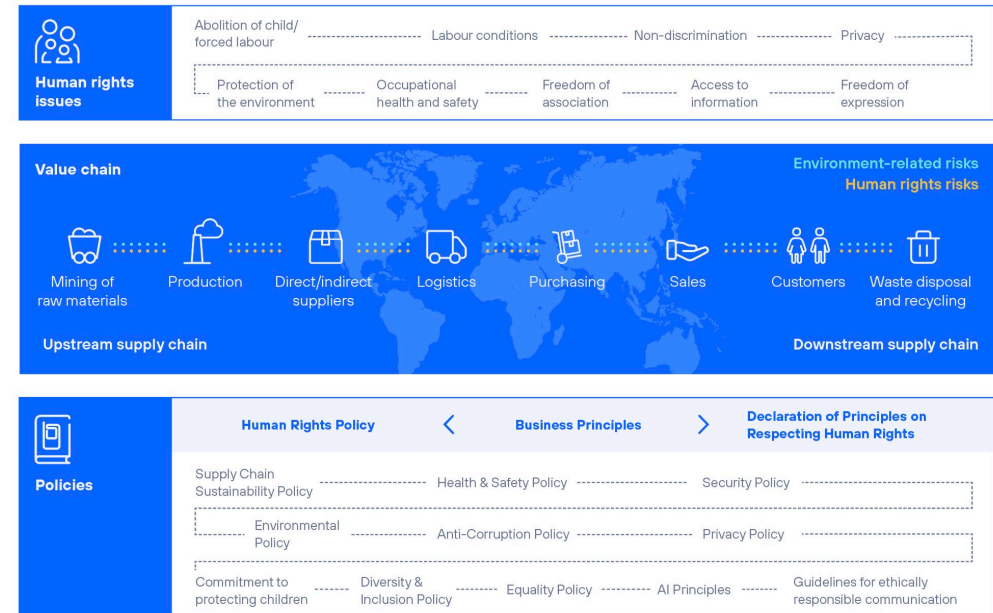 Human rights
issues
Abolition of child/
forced labour
Labour conditions
Non-discrimination
Privacy
Protection of
the environment
Occupational
health and safety
Freedom of
association
Access to
information
Freedom of
expression
Value chain
Environment-related risks
Human rights risks
Mining of
raw materials
Production
Direct/indirect
suppliers
Logistics
Purchasing
Sales
Customers
Waste disposal
and recycling
Upstream supply chain
Downstream supply chain
Policies
Human Rights Policy
Business Principles
Declaration of Principles on
Respecting Human Rights
Supply Chain
Sustainability Policy
Health & Safety Policy
Security Policy
Environmental
Policy
Anti-Corruption Policy
Privacy Policy
Commitment to
protecting children
Diversity &
Inclusion Policy
Equality Policy
AI Principles
Guidelines for ethically
responsible communication